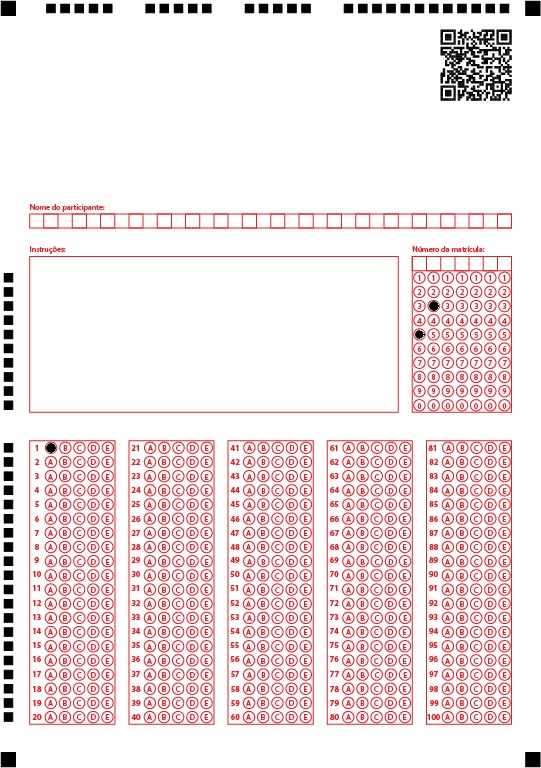 Nome do participante:
Instruções: Número da matrícula:
1 1 1 1 1 1 1
2 2 2 2 2 2 2
3 3 3 3 3 3
4 4 4 4 4 4 4
5 5 5 5 5 5
6 6 6 6 6 6 6
7 7 7 7 7 7 7
8 8 8 8 8 8 8
9 9 9 9 9 9 9
0 0 0 0 0 0 0
1 B C D E 21 A B C D E 41 A B C D E 61 A B C D E 81 A B C D E
2 A B C D E 22 A B C D E 42 A B C D E 62 A B C D E 82 A B C D E
3 A B C D E 23 A B C D E 43 A B C D E 63 A B C D E 83 A B C D E
4 A B C D E 24 A B C D E 44 A B C D E 64 A B C D E 84 A B C D E
5 A B C D E 25 A B C D E 45 A B C D E 65 A B C D E 85 A B C D E
6 A B C D E 26 A B C D E 46 A B C D E 66 A B C D E 86 A B C D E
7 A B C D E 27 A B C D E 47 A B C D E 67 A B C D E 87 A B C D E
8 A B C D E 28 A B C D E 48 A B C D E 68 A B C D E 88 A B C D E
9 A B C D E 29 A B C D E 49 A B C D E 69 A B C D E 89 A B C D E
10 A B C D E 30 A B C D E 50 A B C D E 70 A B C D E 90 A B C D E
11 A B C D E 31 A B C D E 51 A B C D E 71 A B C D E 91 A B C D E
12 A B C D E 32 A B C D E 52 A B C D E 72 A B C D E 92 A B C D E
13 A B C D E 33 A B C D E 53 A B C D E 73 A B C D E 93 A B C D E
14 A B C D E 34 A B C D E 54 A B C D E 74 A B C D E 94 A B C D E
15 A B C D E 35 A B C D E 55 A B C D E 75 A B C D E 95 A B C D E
16 A B C D E 36 A B C D E 56 A B C D E 76 A B C D E 96 A B C D E
17 A B C D E 37 A B C D E 57 A B C D E 77 A B C D E 97 A B C D E
18 A B C D E 38 A B C D E 58 A B C D E 78 A B C D E 98 A B C D E
19 A B C D E 39 A B C D E 59 A B C D E 79 A B C D E 99 A B C D E
20 A B C D E 40 A B C D E 60 A B C D E 80 A B C D E 100 A B C D E